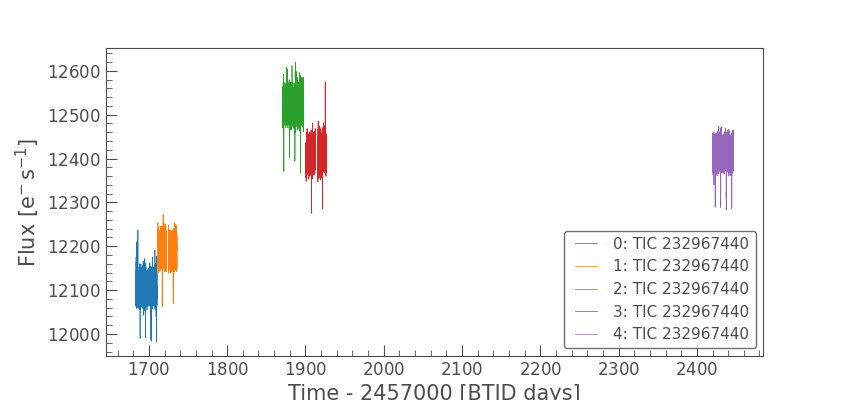 12600
12500
12400
12300
12200
12100
12000
Flux [e⁻ s⁻¹]
0: TIC 232967440
1: TIC 232967440
2: TIC 232967440
3: TIC 232967440
4: TIC 232967440
1700 1800 1900 2000 2100 2200 2300 2400
Time - 2457000 [BTJD days]